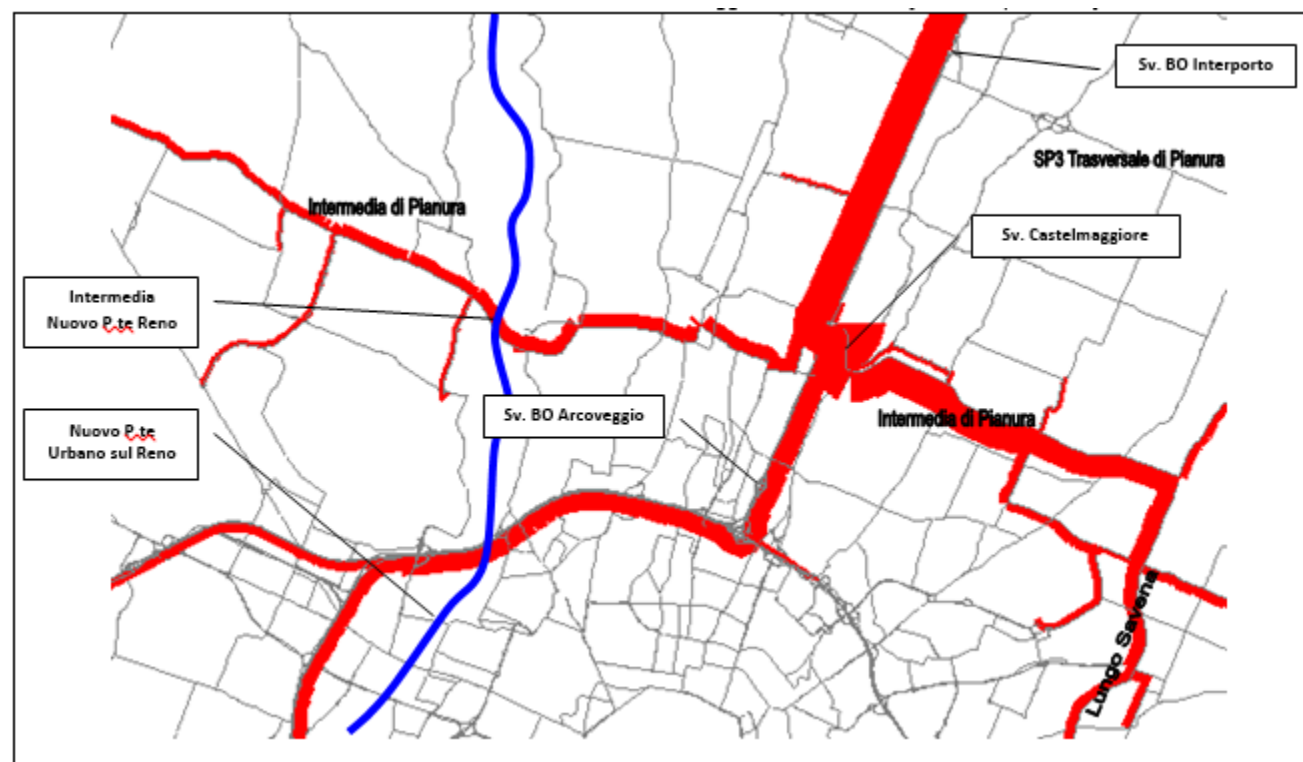 Sv. BO Interporto
SP3 Trasversale di Pianura
Intermedia di Pianura
Sv. Castelmaggiore
Intermedia
Nuovo P.te Reno
Sv. BO Arcoveggio
Intermedia di Pianura
Nuovo P.te
Urbano sul Reno
Lungo Savena